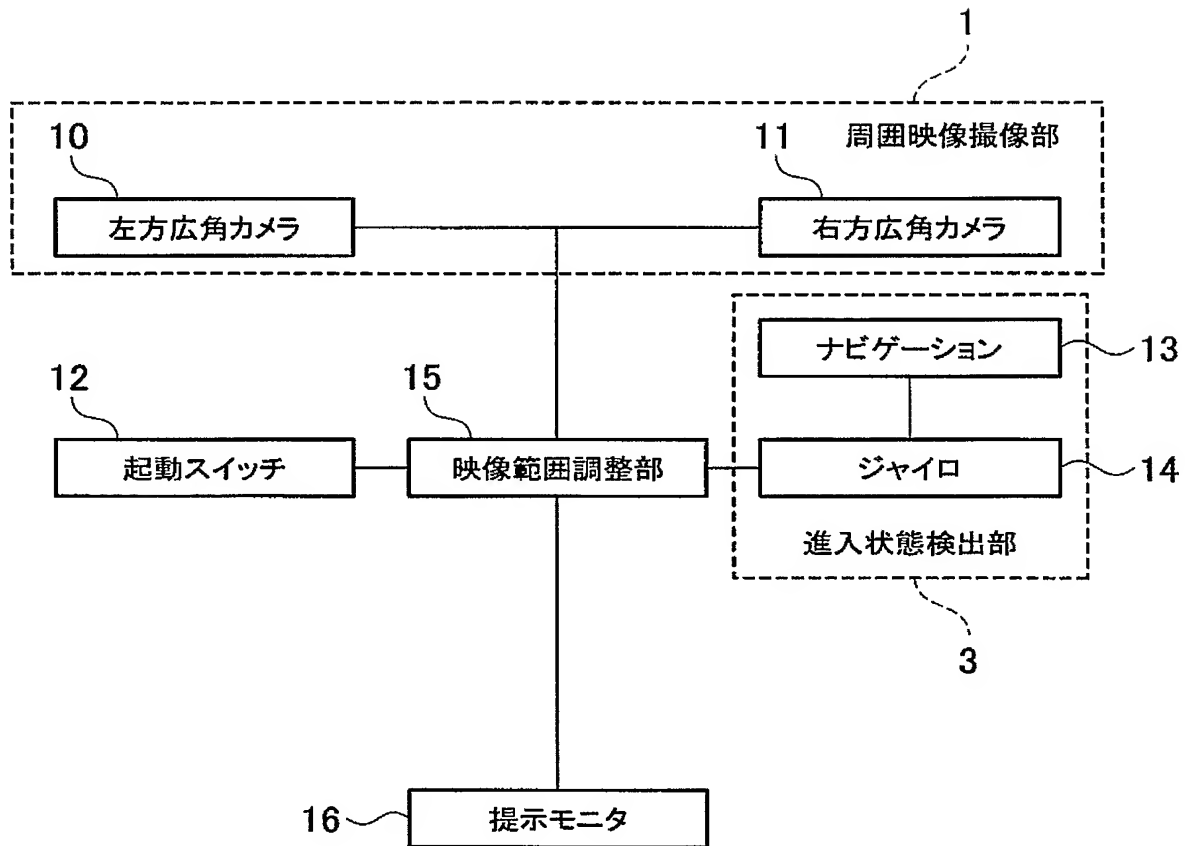 1
周囲映像撮像部
10
11
左方広角カメラ
右方広角カメラ
ナビゲーション
13
12
15
起動スイッチ
映像範囲調整部
ジャイロ
14
進入状態検出部
3
16
提示モニタ